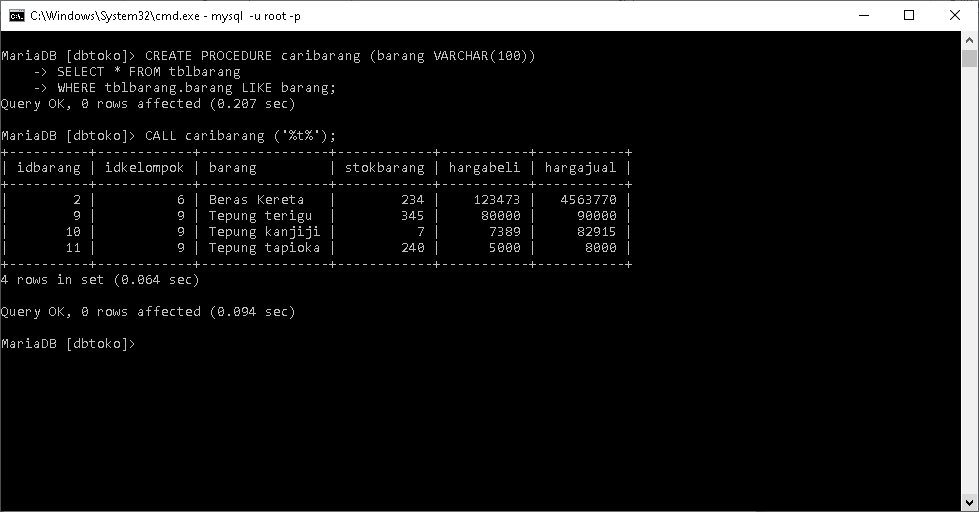 C:\Windows\System32\cmd.exe - mysql  -u root -p
MariaDB [dbtoko]> CREATE PROCEDURE caribarang (barang VARCHAR(100))
    -> SELECT * FROM tblbarang
    -> WHERE tblbarang.barang LIKE barang;
Query OK, 0 rows affected (0.207 sec)
MariaDB [dbtoko]> CALL caribarang ('%t%');
+----------+------------+----------------+------------+-----------+-----------+
| idbarang | idkelompok | barang         | stokbarang | hargabeli | hargajual |
+----------+------------+----------------+------------+-----------+-----------+
|        2 |          6 | Beras Kereta   |        234 |    123473 |   4563770 |
|        9 |          9 | Tepung terigu  |        345 |     80000 |     90000 |
|       10 |          9 | Tepung kanjiji |          7 |      7389 |     82915 |
|       11 |          9 | Tepung tapioka |        240 |      5000 |      8000 |
+----------+------------+----------------+------------+-----------+-----------+
4 rows in set (0.064 sec)
Query OK, 0 rows affected (0.094 sec)
MariaDB [dbtoko]>